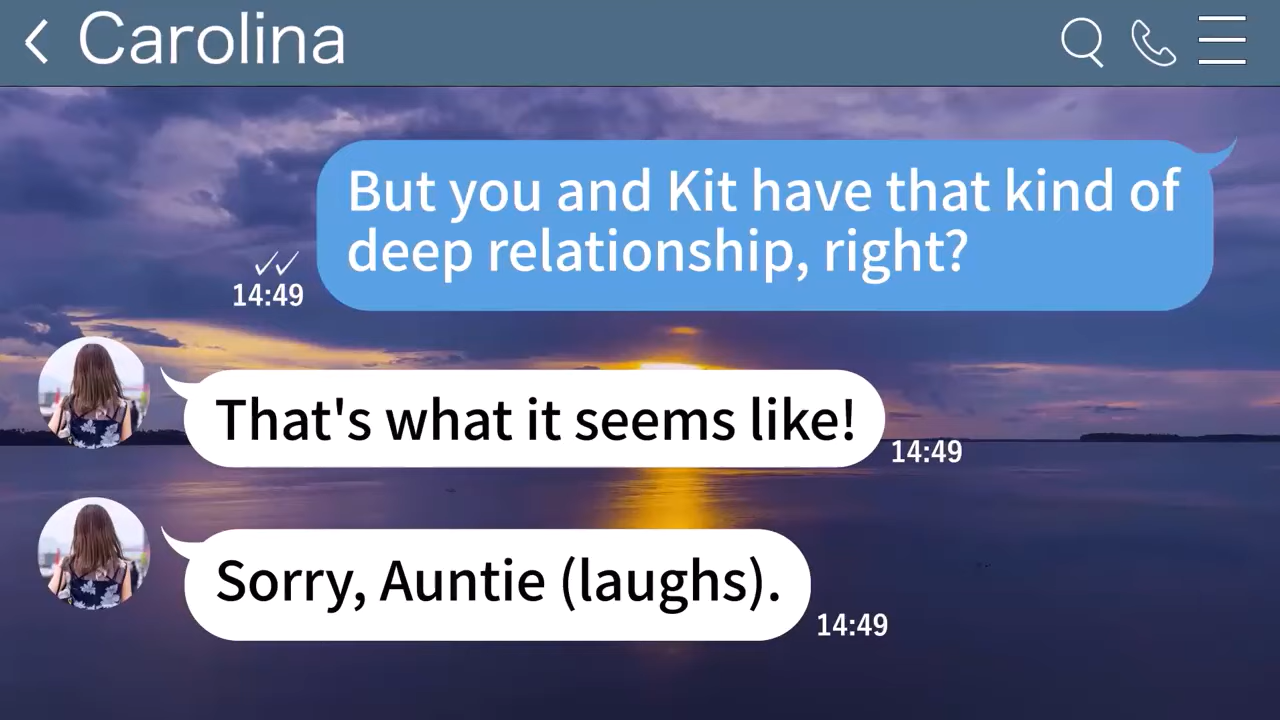 Carolina
But you and Kit have that kind of
deep relationship, right?
14:49
That's what it seems like!
14:49
Sorry, Auntie (laughs).
14:49